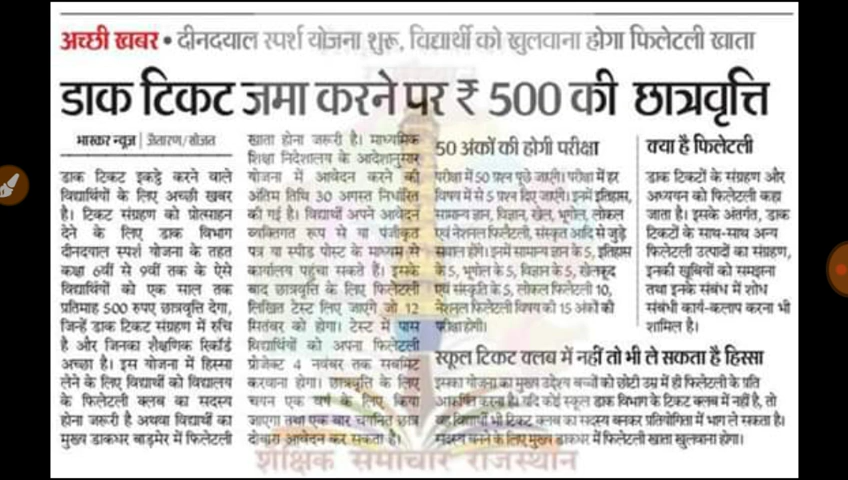 अच्छी खबर • दीनदयाल स्पर्श योजना शुरू, विद्यार्थी को खुलवाना होगा फिलेटली खाता
डाक टिकट जमा करने पर ₹ 500 की छात्रवृत्ति
भास्कर न्यूज | जैतारण/सोजत
डाक टिकट इकट्ठे करने वाले
विद्यार्थियों के लिए अच्छी खबर
है। टिकट संग्रहण को प्रोत्साहन
देने के लिए डाक विभाग
दीनदयाल स्पर्श योजना के तहत
कक्षा 6वीं से 9वीं तक के ऐसे
विद्यार्थियों को एक साल तक
प्रतिमाह 500 रुपए छात्रवृत्ति देगा,
जिन्हें डाक टिकट संग्रहण में रुचि
है और जिनका शैक्षणिक रिकॉर्ड
अच्छा है। इस योजना में हिस्सा
लेने के लिए विद्यार्थी को विद्यालय
के फिलेटली क्लब का सदस्य
होना जरूरी है अथवा विद्यार्थी का
मुख्य डाकघर बाड़मेर में फिलेटली
खाता होना जरूरी है। माध्यमिक
शिक्षा निदेशालय के आदेशानुसार
योजना में आवेदन करने की
अंतिम तिथि 30 अगस्त निर्धारित
की गई है। विद्यार्थी अपने आवेदन
व्यक्तिगत रूप से या पंजीकृत
पत्र या स्पीड पोस्ट के माध्यम से
कार्यालय पहुंचा सकते हैं। इसके
बाद छात्रवृत्ति के लिए फिलेटली
लिखित टेस्ट लिए जाएंगे जो 12
सितंबर को होगा। टेस्ट में पास
विद्यार्थियों को अपना फिलेटली
प्रोजेक्ट 4 नवंबर तक सबमिट
करवाना होगा। छात्रवृत्ति के लिए
चयन एक वर्ष के लिए किया
जाएगा तथा एक बार चयनित छात्र
दोबारा आवेदन कर सकता है।
50 अंकों की होगी परीक्षा
परीक्षा में 50 प्रश्न पूछे जाएंगे। परीक्षा में हर
विषय में से 5 प्रश्न दिए जाएंगे। इनमें इतिहास,
सामान्य ज्ञान, विज्ञान, खेल, भूगोल, लोकल
एवं नेशनल फिलेटली, संस्कृत आदि से जुड़े
सवाल होंगे। इनमें सामान्य ज्ञान के 5, इतिहास
के 5, भूगोल के 5, विज्ञान के 5, खेलकूद
एवं संस्कृति के 5, लोकल फिलेटली 10,
नेशनल फिलेटली विषय की 15 अंकों की
परीक्षा होगी।
क्या है फिलेटली
डाक टिकटों के संग्रहण और
अध्ययन को फिलेटली कहा
जाता है। इसके अंतर्गत, डाक
टिकटों के साथ-साथ अन्य
फिलेटली उत्पादों का संग्रहण,
इनकी खूबियों को समझना
तथा इनके संबंध में शोध
संबंधी कार्य-कलाप करना भी
शामिल है।
स्कूल टिकट क्लब में नहीं तो भी ले सकता है हिस्सा
इसका योजना का मुख्य उद्देश्य बच्चों को छोटी उम्र में ही फिलेटली के प्रति
आकर्षित करना है। यदि कोई स्कूल डाक विभाग के टिकट क्लब में नहीं है, तो
वह विद्यार्थी भी टिकट क्लब का सदस्य बनकर प्रतियोगिता में भाग ले सकता है।
सदस्य बनने के लिए मुख्य डाकघर में फिलेटली खाता खुलवाना होगा।
शैक्षिक समाचार राजस्थान